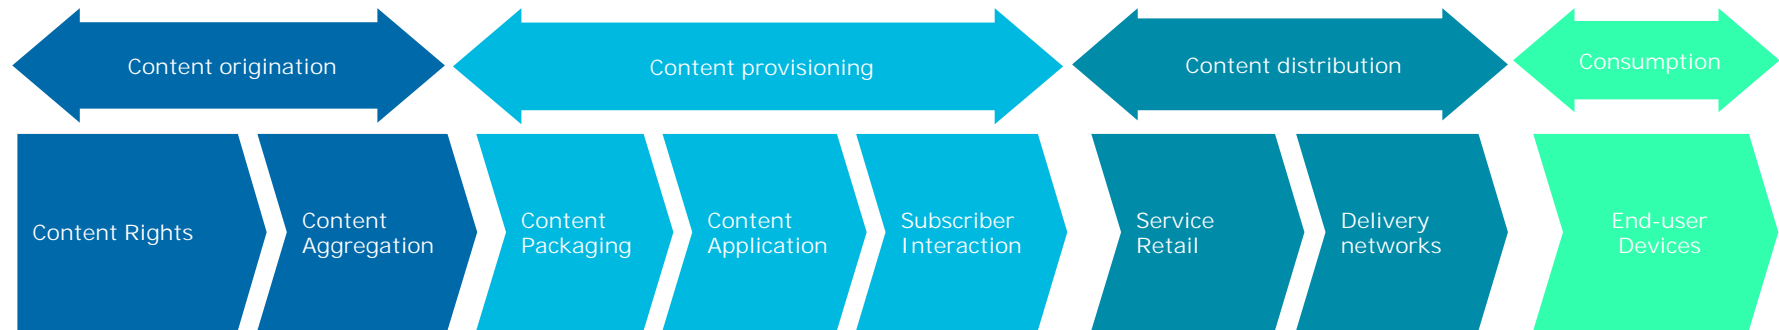 Content origination
Content provisioning
Content distribution
Consumption
Content Rights
Content
Aggregation
Content
Packaging
Content
Application
Subscriber
Interaction
Service
Retail
Delivery
networks
End-user
Devices